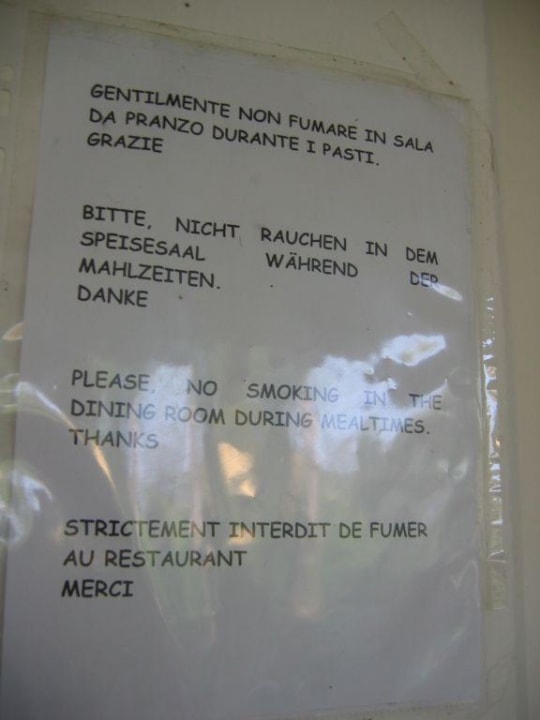 GENTILMENTE NON FUMARE IN SALA
DA PRANZO DURANTE I PASTI.
GRAZIE
BITTE, NICHT RAUCHEN IN DEM
SPEISESAAL WÄHREND DER
MAHLZEITEN.
DANKE
PLEASE, NO SMOKING IN THE
DINING ROOM DURING MEALTIMES.
THANKS
STRICTEMENT INTERDIT DE FUMER
AU RESTAURANT
MERCI